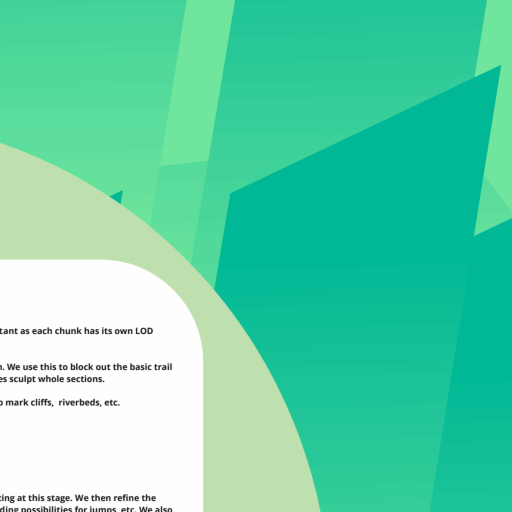 tant as each chunk has its own LOD
. We use this to block out the basic trail
es sculpt whole sections.
o mark cliffs, riverbeds, etc.
ting at this stage. We then refine the
ding possibilities for jumps, etc. We also